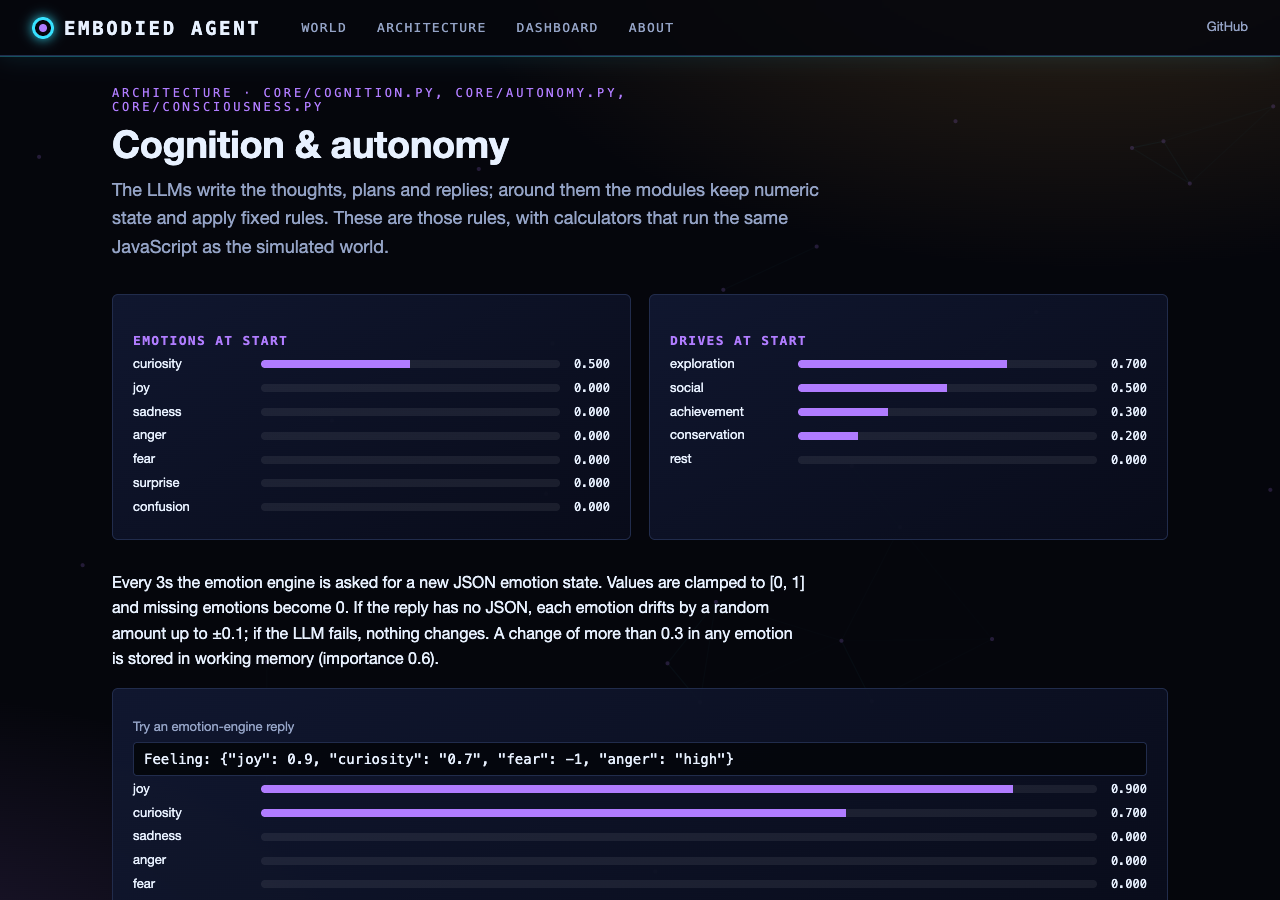 EMBODIED AGENT
WORLD
ARCHITECTURE
DASHBOARD
ABOUT
GitHub
ARCHITECTURE · CORE/COGNITION.PY, CORE/AUTONOMY.PY,
CORE/CONSCIOUSNESS.PY
Cognition & autonomy
The LLMs write the thoughts, plans and replies; around them the modules keep numeric
state and apply fixed rules. These are those rules, with calculators that run the same
JavaScript as the simulated world.
EMOTIONS AT START
curiosity 0.500
joy 0.000
sadness 0.000
anger 0.000
fear 0.000
surprise 0.000
confusion 0.000
DRIVES AT START
exploration 0.700
social 0.500
achievement 0.300
conservation 0.200
rest 0.000
Every 3s the emotion engine is asked for a new JSON emotion state. Values are clamped to [0, 1]
and missing emotions become 0. If the reply has no JSON, each emotion drifts by a random
amount up to ±0.1; if the LLM fails, nothing changes. A change of more than 0.3 in any emotion
is stored in working memory (importance 0.6).
Try an emotion-engine reply
Feeling: {"joy": 0.9, "curiosity": "0.7", "fear": −1, "anger": "high"}
joy 0.900
curiosity 0.700
sadness 0.000
anger 0.000
fear 0.000